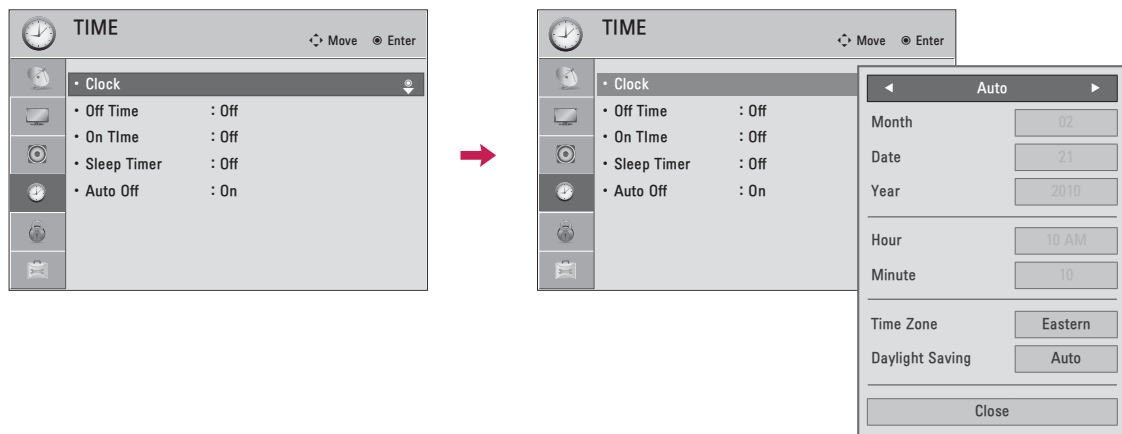 TIME
Move Enter
• Clock
• Off Time : Off
• On TIme : Off
• Sleep Timer : Off
• Auto Off : On
TIME
Move Enter
• Clock
• Off Time : Off
• On TIme : Off
• Sleep Timer : Off
• Auto Off : On
◀ Auto ▶
Month 02
Date 21
Year 2010
Hour 10 AM
Minute 10
Time Zone Eastern
Daylight Saving Auto
Close